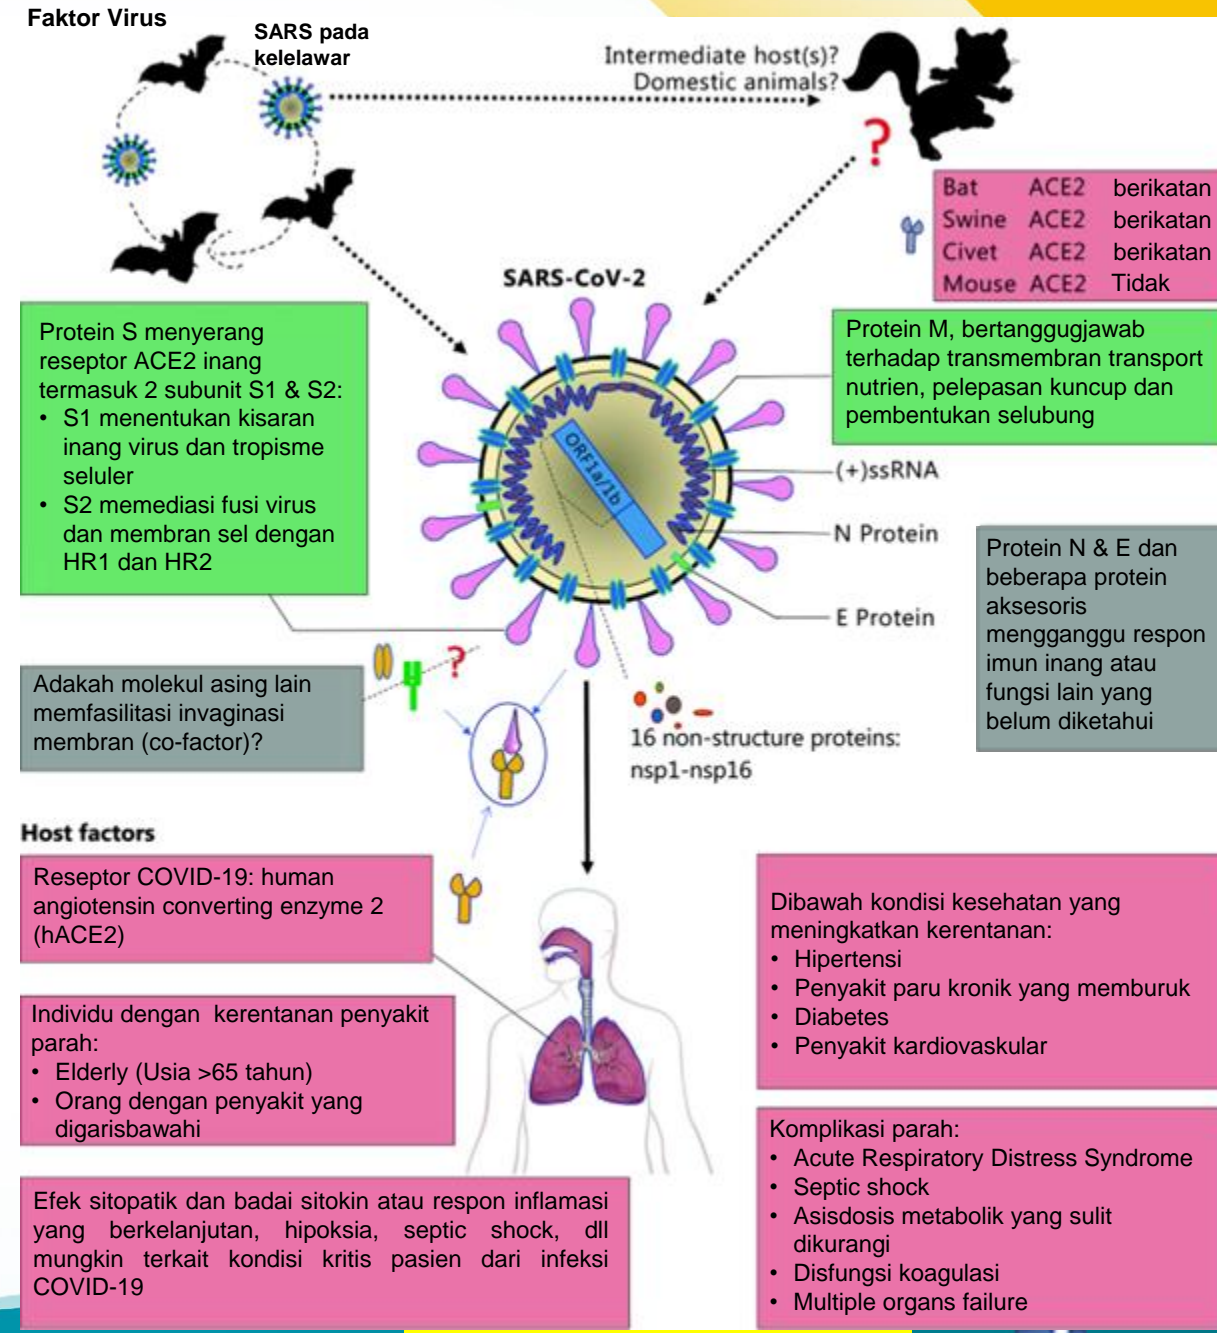 Faktor Virus
SARS pada
kelelawar
Intermediate host(s)?
Domestic animals?
?
Bat ACE2 berikatan
Swine ACE2 berikatan
Civet ACE2 berikatan
Mouse ACE2 Tidak
SARS-CoV-2
Protein S menyerang
reseptor ACE2 inang
termasuk 2 subunit S1 & S2:
• S1 menentukan kisaran
inang virus dan tropisme
seluler
• S2 memediasi fusi virus
dan membran sel dengan
HR1 dan HR2
Protein M, bertanggugjawab
terhadap transmembran transport
nutrien, pelepasan kuncup dan
pembentukan selubung
ORF1a/1b
(+)ssRNA
N Protein
E Protein
Protein N & E dan
beberapa protein
aksesoris
mengganggu respon
imun inang atau
fungsi lain yang
belum diketahui
?
Adakah molekul asing lain
memfasilitasi invaginasi
membran (co-factor)?
16 non-structure proteins:
nsp1-nsp16
Host factors
Reseptor COVID-19: human
angiotensin converting enzyme 2
(hACE2)
Individu dengan kerentanan penyakit
parah:
• Elderly (Usia >65 tahun)
• Orang dengan penyakit yang
digarisbawahi
Efek sitopatik dan badai sitokin atau respon inflamasi
yang berkelanjutan, hipoksia, septic shock, dll
mungkin terkait kondisi kritis pasien dari infeksi
COVID-19
Dibawah kondisi kesehatan yang
meningkatkan kerentanan:
• Hipertensi
• Penyakit paru kronik yang memburuk
• Diabetes
• Penyakit kardiovaskular
Komplikasi parah:
• Acute Respiratory Distress Syndrome
• Septic shock
• Asisdosis metabolik yang sulit
dikurangi
• Disfungsi koagulasi
• Multiple organs failure